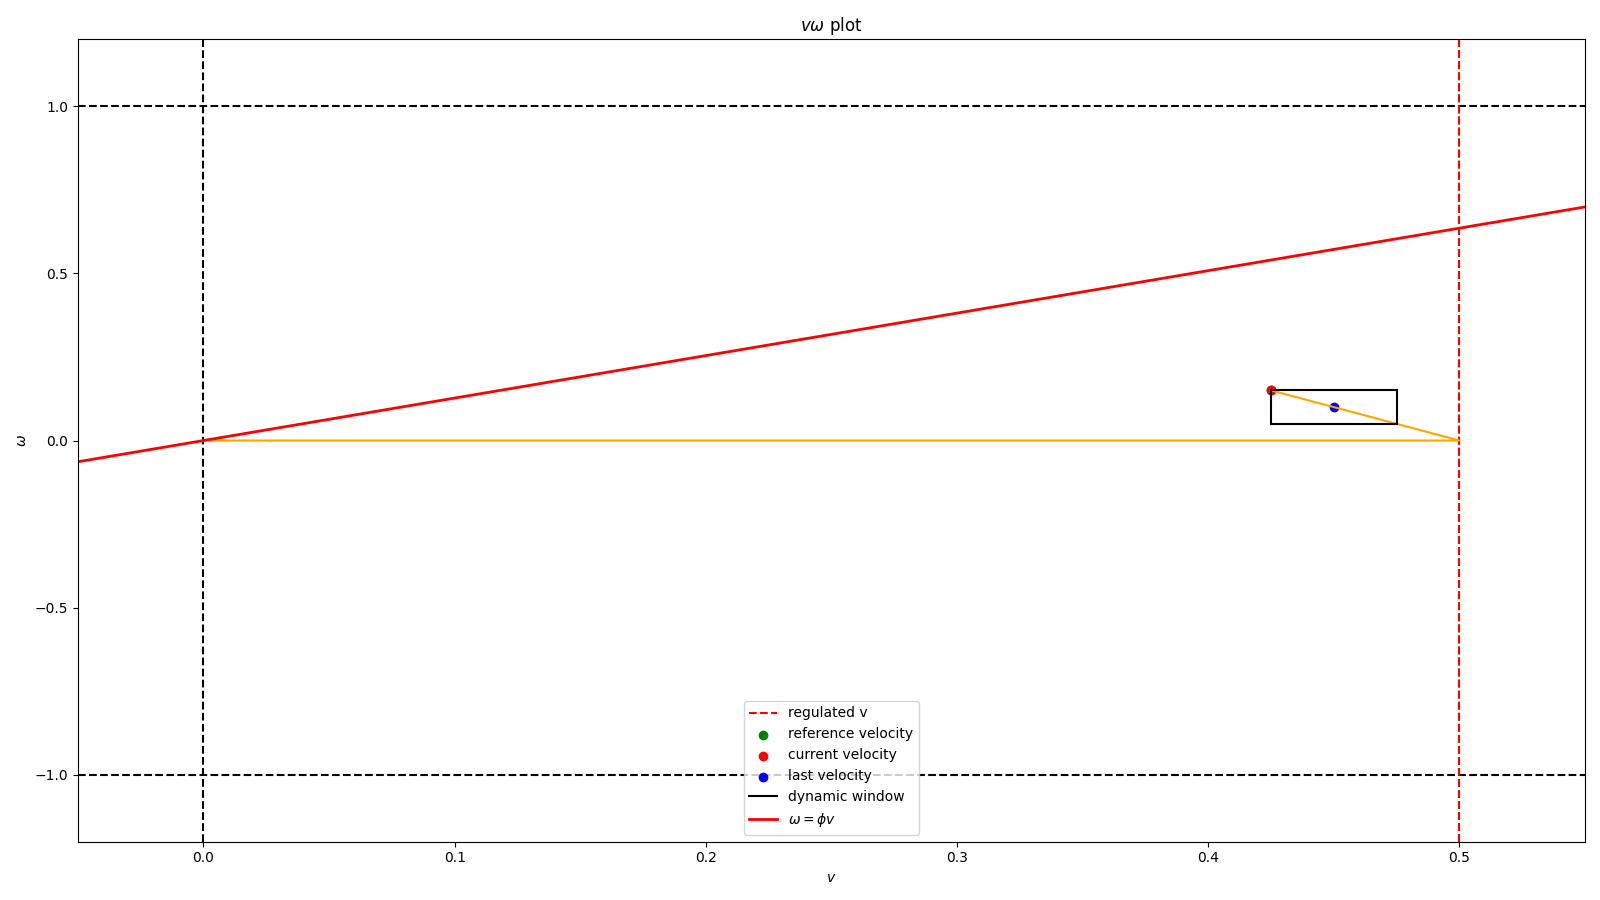 vω plot
1.0
0.5
0.0
−0.5
−1.0
ω
regulated v
reference velocity
current velocity
last velocity
dynamic window
ω = ϕv
0.0 0.1 0.2 0.3 0.4 0.5
v